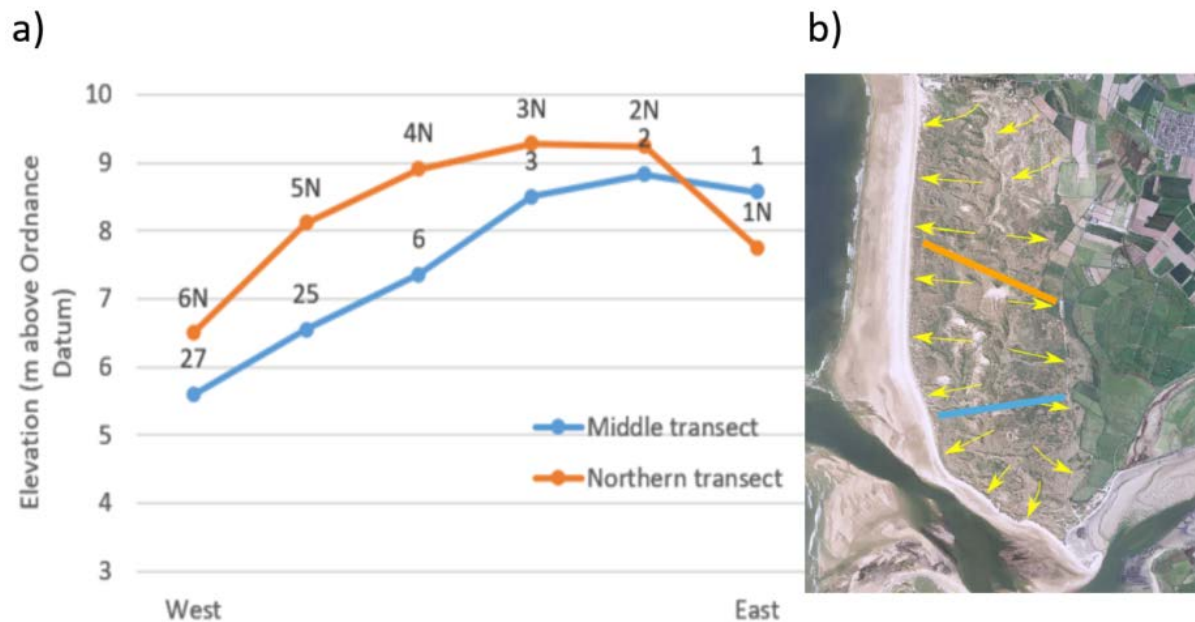 a)
b)
Elevation (m above Ordnance
Datum)
10
9
8
7
6
5
4
3
6N
5N
4N
3N
2N
1N
27
25
6
3
2
1
Middle transect
Northern transect
West
East